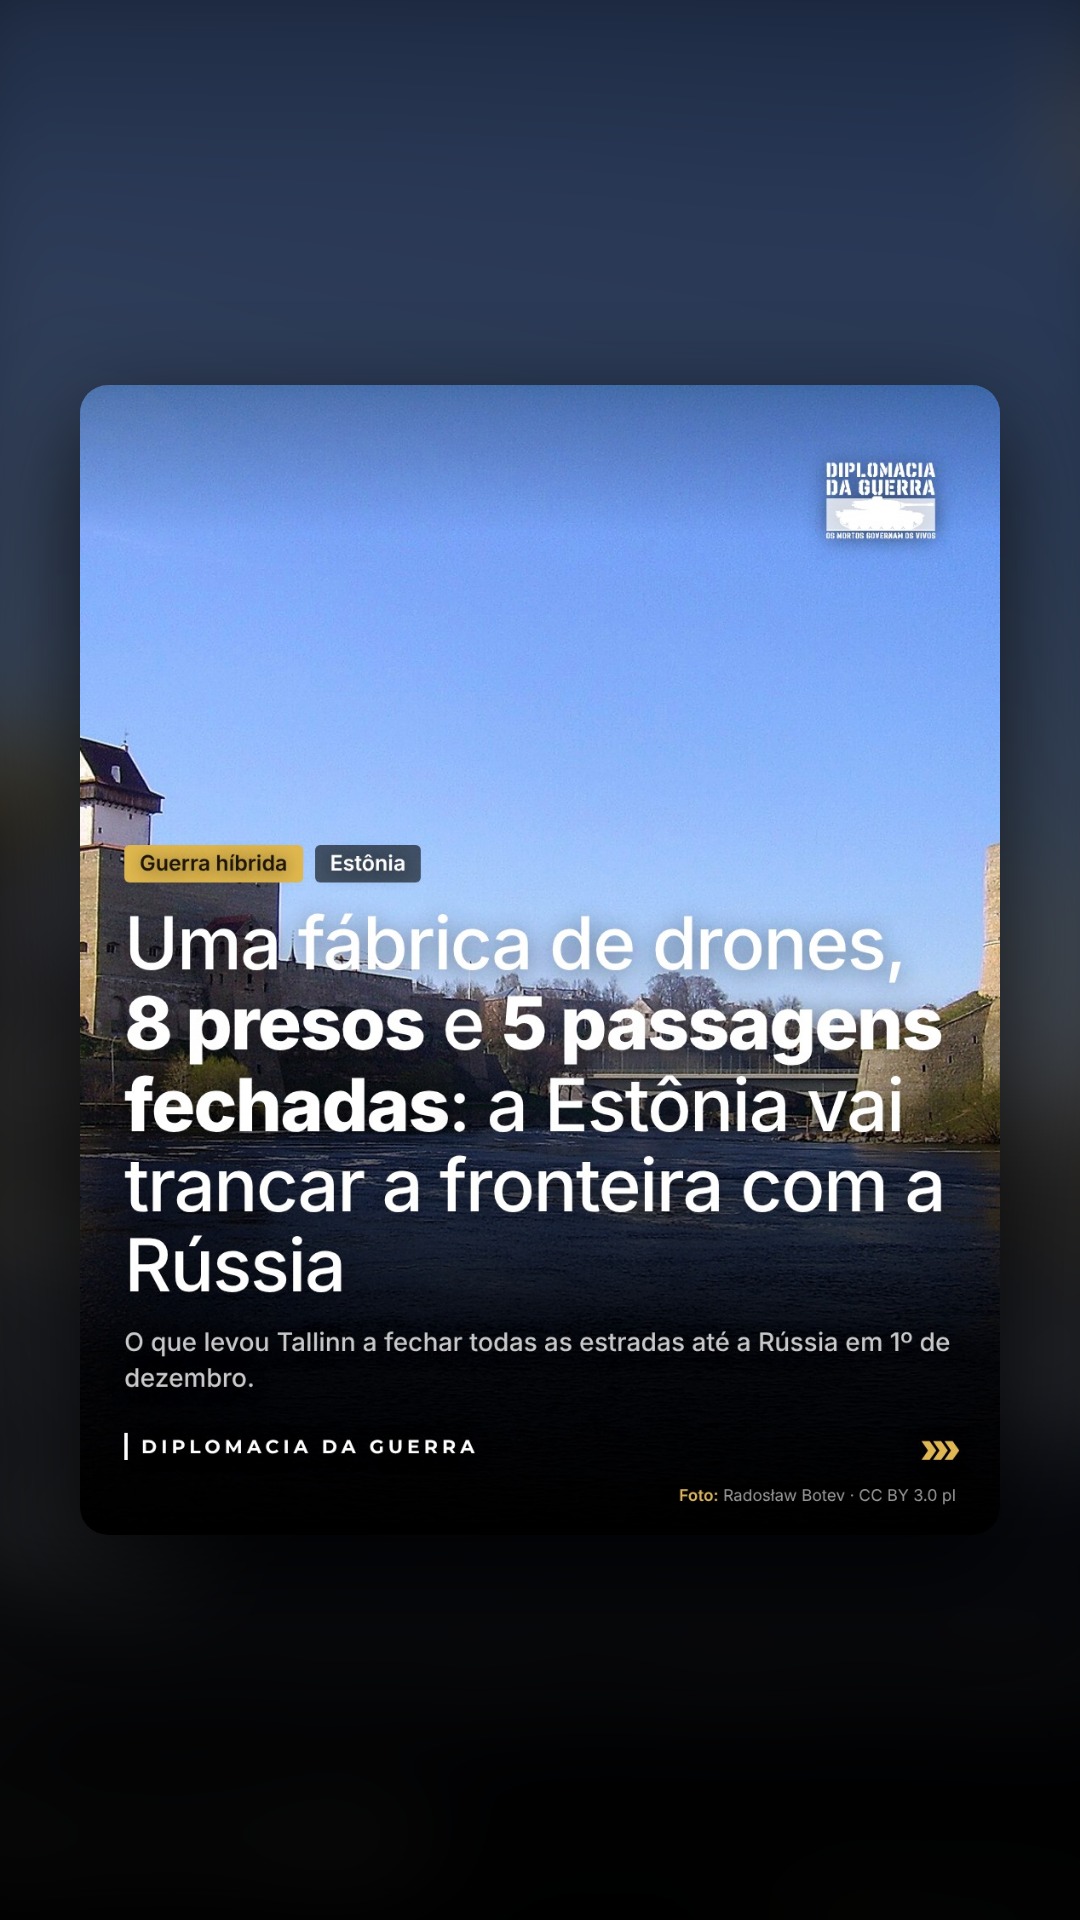 DIPLOMACIA
DA GUERRA
OS MORTOS GOVERNAM OS VIVOS
Guerra híbrida
Estônia
Uma fábrica de drones,
8 presos e 5 passagens
fechadas: a Estônia vai
trancar a fronteira com a
Rússia
O que levou Tallinn a fechar todas as estradas até a Rússia em 1º de
dezembro.
DIPLOMACIA DA GUERRA
Foto: Radosław Botev · CC BY 3.0 pl